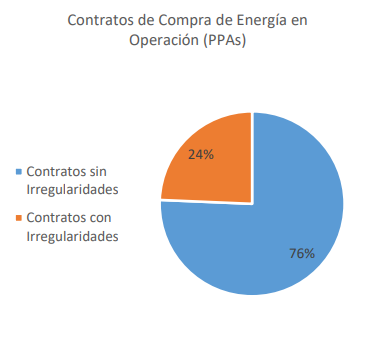 Contratos de Compra de Energía en
Operación (PPAs)
24%
Contratos sin
Irregularidades
Contratos con
Irregularidades
76%